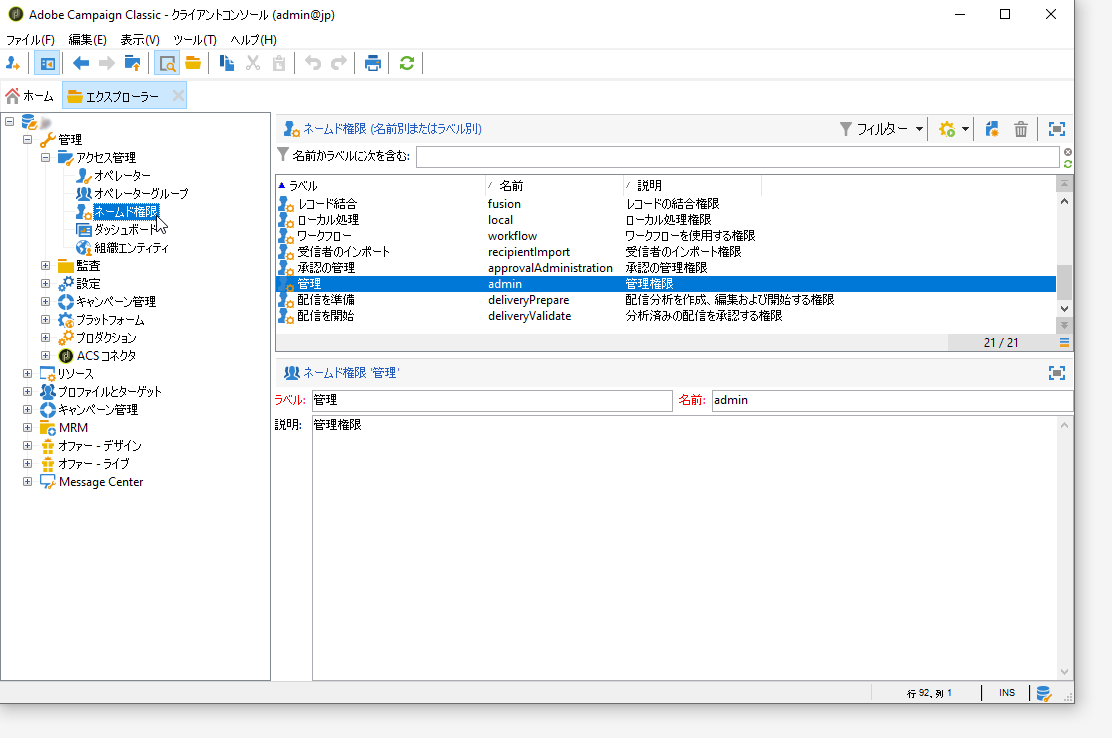 Adobe Campaign Classic - クライアントコンソール (admin@jp)
ファイル(F) 編集(E) 表示(V) ツール(T) ヘルプ(H)
ホーム エクスプローラー
管理
アクセス管理
オペレーター
オペレーターグループ
ネームド権限
ダッシュボード
組織エンティティ
監査
設定
キャンペーン管理
プラットフォーム
プロダクション
ACS コネクタ
リソース
プロファイルとターゲット
キャンペーン管理
MRM
オファー - デザイン
オファー - ライブ
Message Center
ネームド権限 (名前別またはラベル別) フィルター
名前かラベルに次を含む:
ラベル 名前 説明
レコード結合 fusion レコードの結合権限
ローカル処理 local ローカル処理権限
ワークフロー workflow ワークフローを使用する権限
受信者のインポート recipientImport 受信者のインポート権限
承認の管理 approvalAdministration 承認の管理権限
管理 admin 管理権限
配信を準備 deliveryPrepare 配信分析を作成、編集および開始する権限
配信を開始 deliveryValidate 分析済みの配信を承認する権限
21 / 21
ネームド権限 '管理'
ラベル: 管理 名前: admin
説明: 管理権限
行 92、列 1 INS